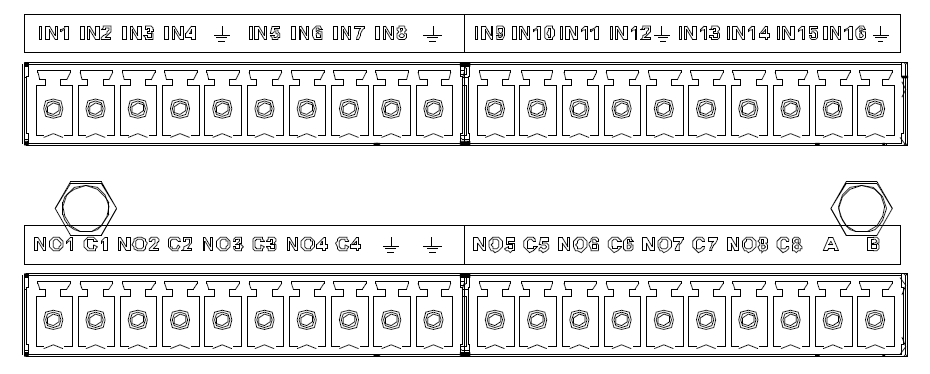 IN1 IN2 IN3 IN4 ⏚ IN5 IN6 IN7 IN8 ⏚ IN9 IN10 IN11 IN12 ⏚ IN13 IN14 IN15 IN16 ⏚
NO1 C1 NO2 C2 NO3 C3 NO4 C4 ⏚ ⏚ NO5 C5 NO6 C6 NO7 C7 NO8 C8 A B